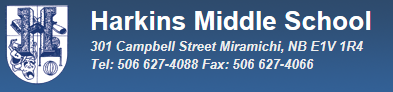 Harkins Middle School
301 Campbell Street Miramichi, NB E1V 1R4
Tel: 506 627-4088 Fax: 506 627-4066